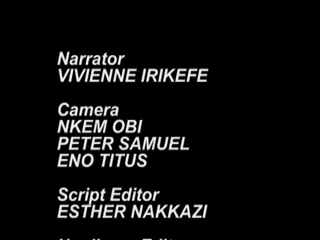 Narrator
VIVIENNE IRIKEFE
Camera
NKEM OBI
PETER SAMUEL
ENO TITUS
Script Editor
ESTHER NAKKAZI